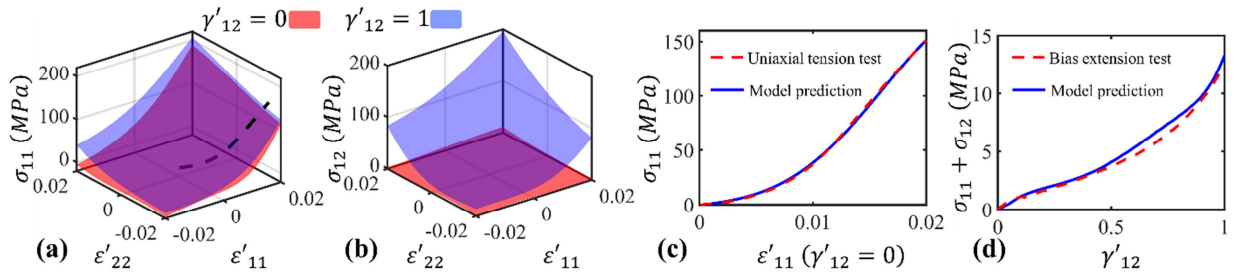 γ′₁₂ = 0 γ′₁₂ = 1
σ₁₁ (MPa)
200
100
0
0.02
0
-0.02
-0.02
0
0.02
(a)
ε′₂₂
ε′₁₁
σ₁₂ (MPa)
200
100
0
0.02
0
-0.02
-0.02
0
0.02
(b)
ε′₂₂
ε′₁₁
σ₁₁ (MPa)
150
100
50
0
Uniaxial tension test
Model prediction
0
0.01
0.02
(c)
ε′₁₁ (γ′₁₂ = 0)
σ₁₁ + σ₁₂ (MPa)
15
10
5
0
Bias extension test
Model prediction
0
0.5
1
(d)
γ′₁₂